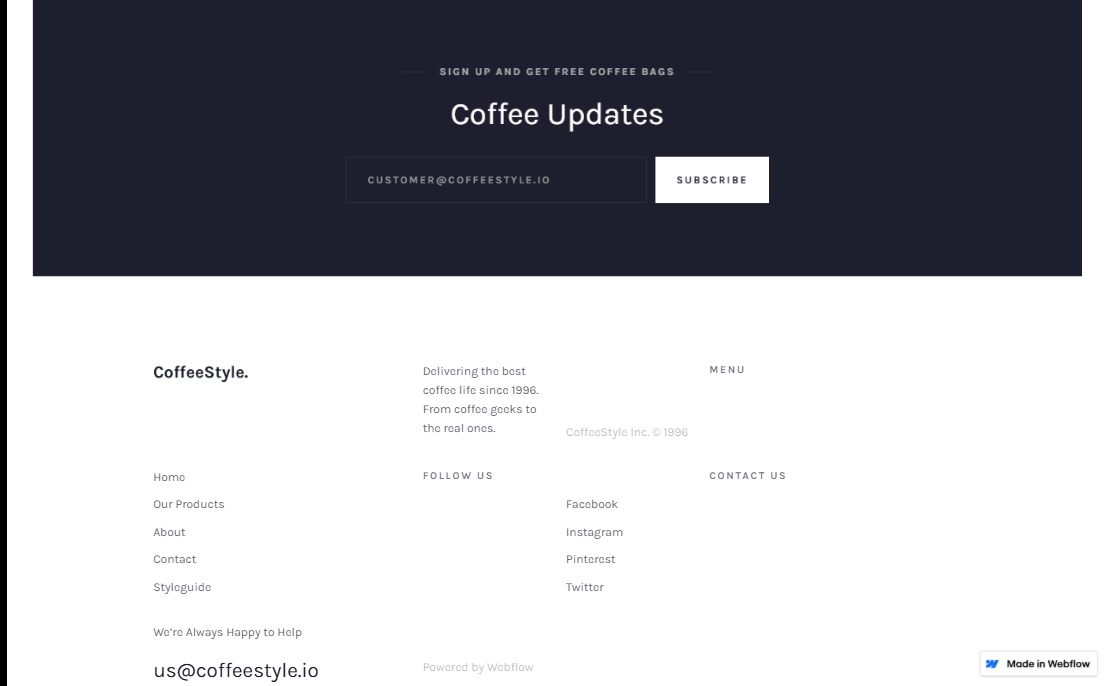 SIGN UP AND GET FREE COFFEE BAGS
Coffee Updates
CUSTOMER@COFFEESTYLE.IO
SUBSCRIBE
CoffeeStyle.
Delivering the best
coffee life since 1996.
From coffee geeks to
the real ones.
CoffeeStyle Inc. © 1996
MENU
Home
Our Products
About
Contact
Styleguide
FOLLOW US
Facebook
Instagram
Pinterest
Twitter
CONTACT US
We're Always Happy to Help
us@coffeestyle.io
Powered by Webflow
Made in Webflow